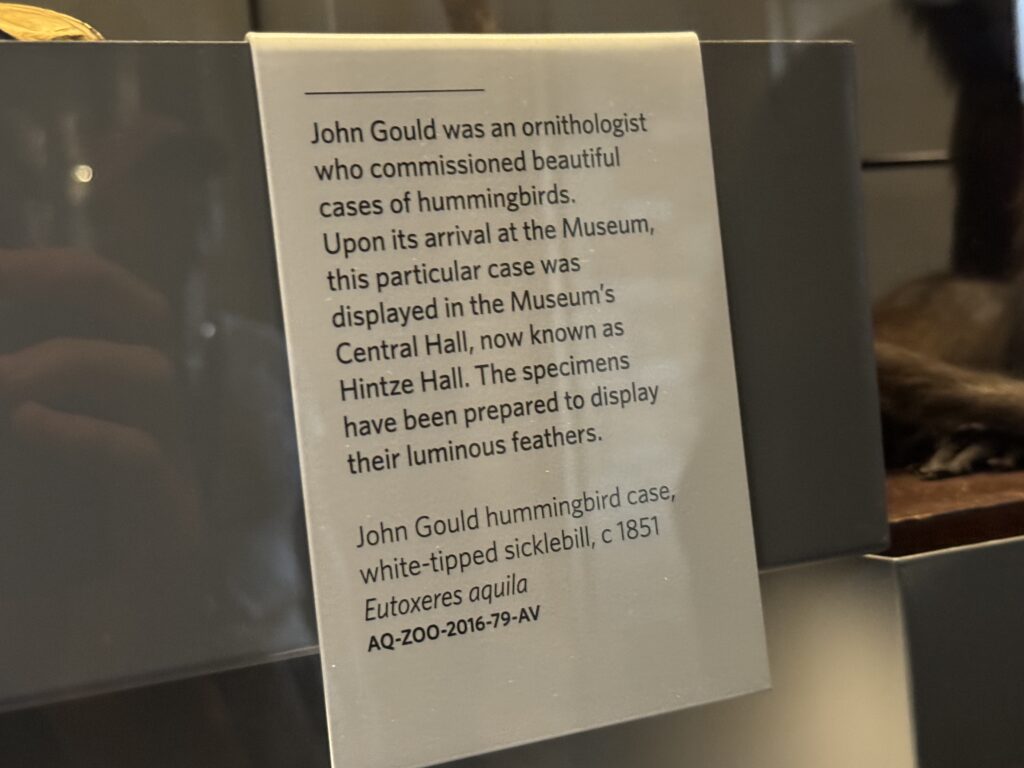 John Gould was an ornithologist
who commissioned beautiful
cases of hummingbirds.
Upon its arrival at the Museum,
this particular case was
displayed in the Museum's
Central Hall, now known as
Hintze Hall. The specimens
have been prepared to display
their luminous feathers.
John Gould hummingbird case,
white-tipped sicklebill, c 1851
Eutoxeres aquila
AQ-ZOO-2016-79-AV